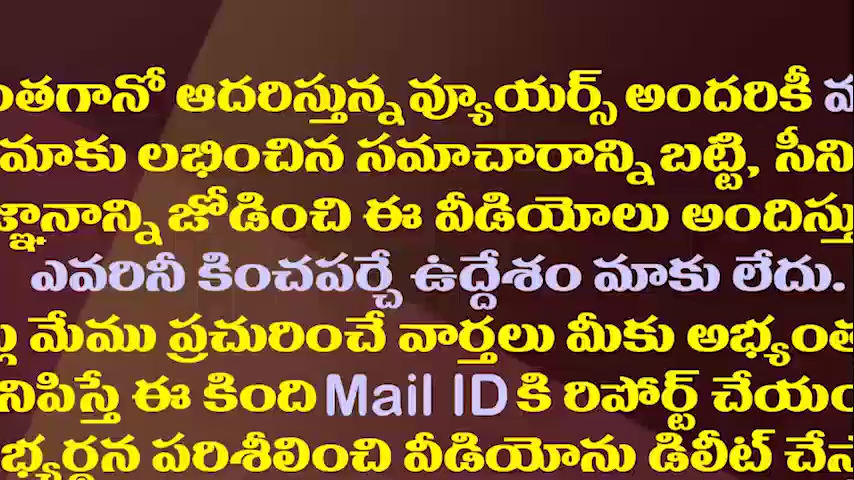 ంతగానో ఆదరిస్తున్న వ్యూయర్స్ అందరికీ
మాకు లభించిన సమాచారాన్ని బట్టి, సీని
జ్ఞానాన్ని జోడించి ఈ వీడియోలు అందిస్తు
ఎవరినీ కించపర్చే ఉద్దేశం మాకు లేదు.
మేము ప్రచురించే వార్తలు మీకు అభ్యంత
నిపిస్తే ఈ కింది Mail ID కి రిపోర్ట్ చేయం
భ్యర్థన పరిశీలించి వీడియోను డిలీట్ చేస